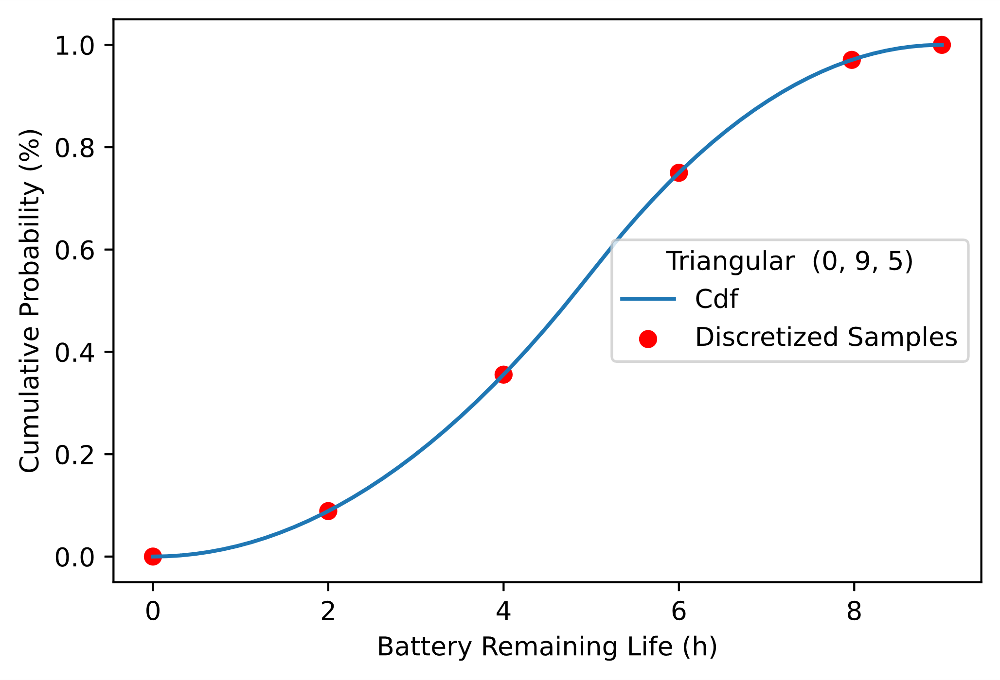 Cumulative Probability (%)
1.0
0.8
0.6
0.4
0.2
0.0
Triangular (0, 9, 5)
Cdf
Discretized Samples
0 2 4 6 8
Battery Remaining Life (h)